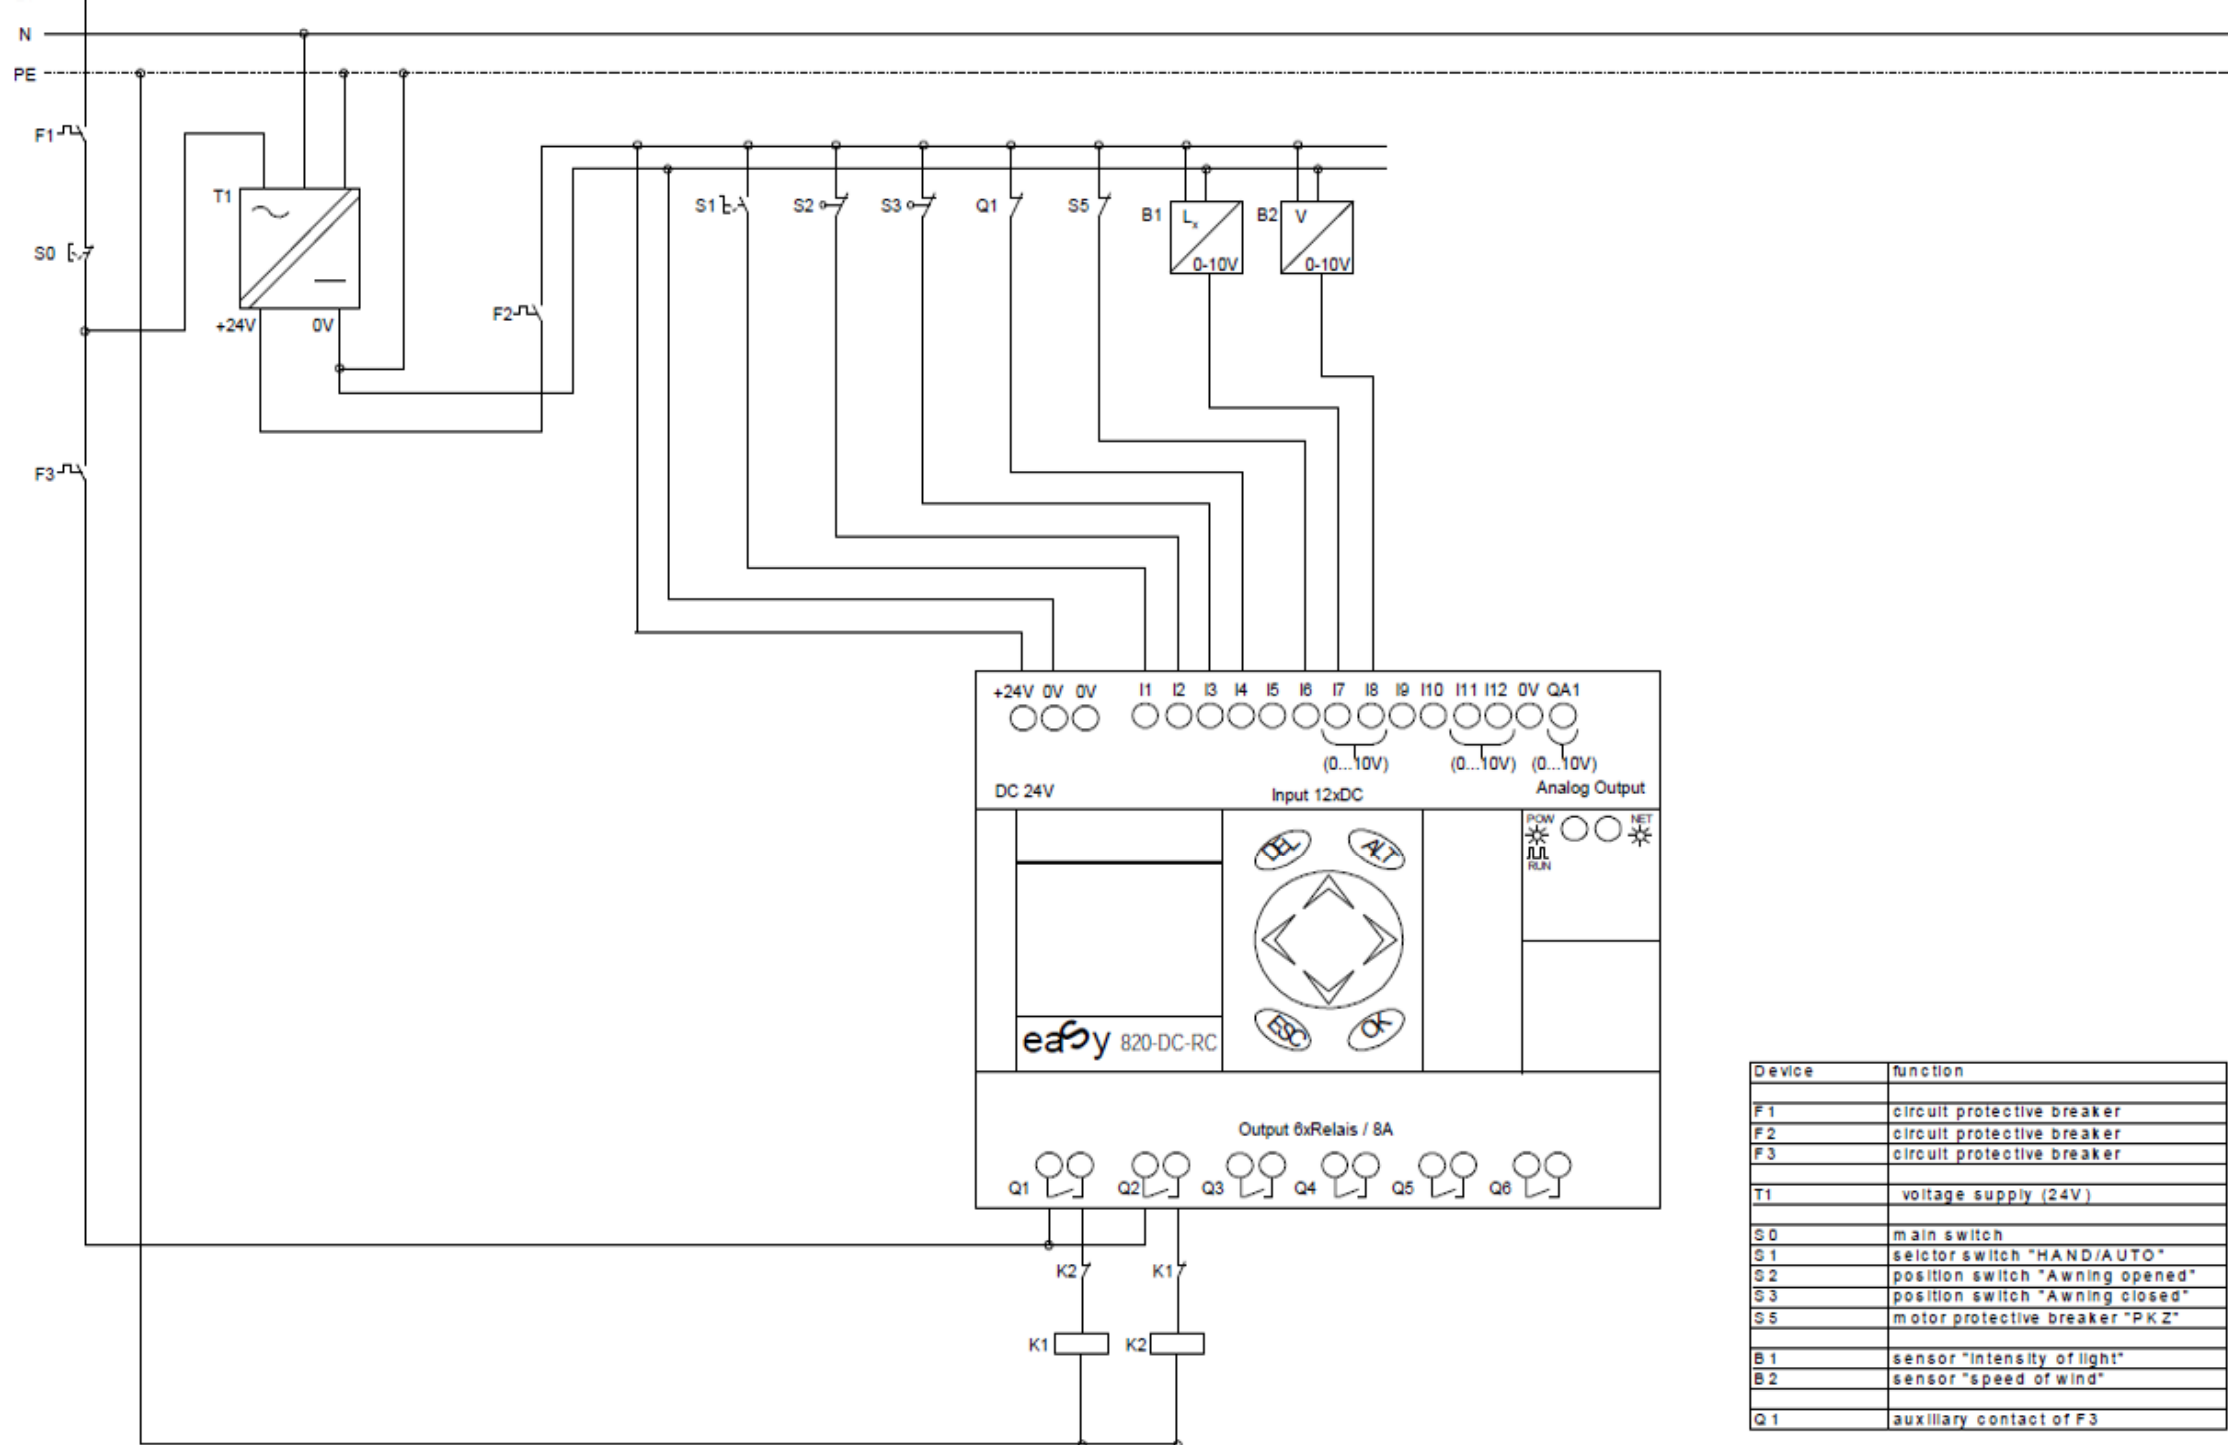 N
PE
F1
T1
S0
+24V 0V
F2
F3
S1 S2 S3 Q1 S5 B1 Lx 0-10V B2 V 0-10V
+24V 0V 0V I1 I2 I3 I4 I5 I6 I7 I8 I9 I10 I11 I12 0V QA1
(0...10V) (0...10V) (0...10V)
DC 24V Input 12xDC Analog Output
POW NET
RUN
DEL ALT
ESC OK
easy 820-DC-RC
Output 6xRelais / 8A
Q1 Q2 Q3 Q4 Q5 Q6
K2 K1
K1 K2
Device function
F1 circuit protective breaker
F2 circuit protective breaker
F3 circuit protective breaker
T1 voltage supply (24V)
S0 main switch
S1 selctor switch "HAND/AUTO"
S2 position switch "Awning opened"
S3 position switch "Awning closed"
S5 motor protective breaker "PKZ"
B1 sensor "intensity of light"
B2 sensor "speed of wind"
Q1 auxiliary contact of F3